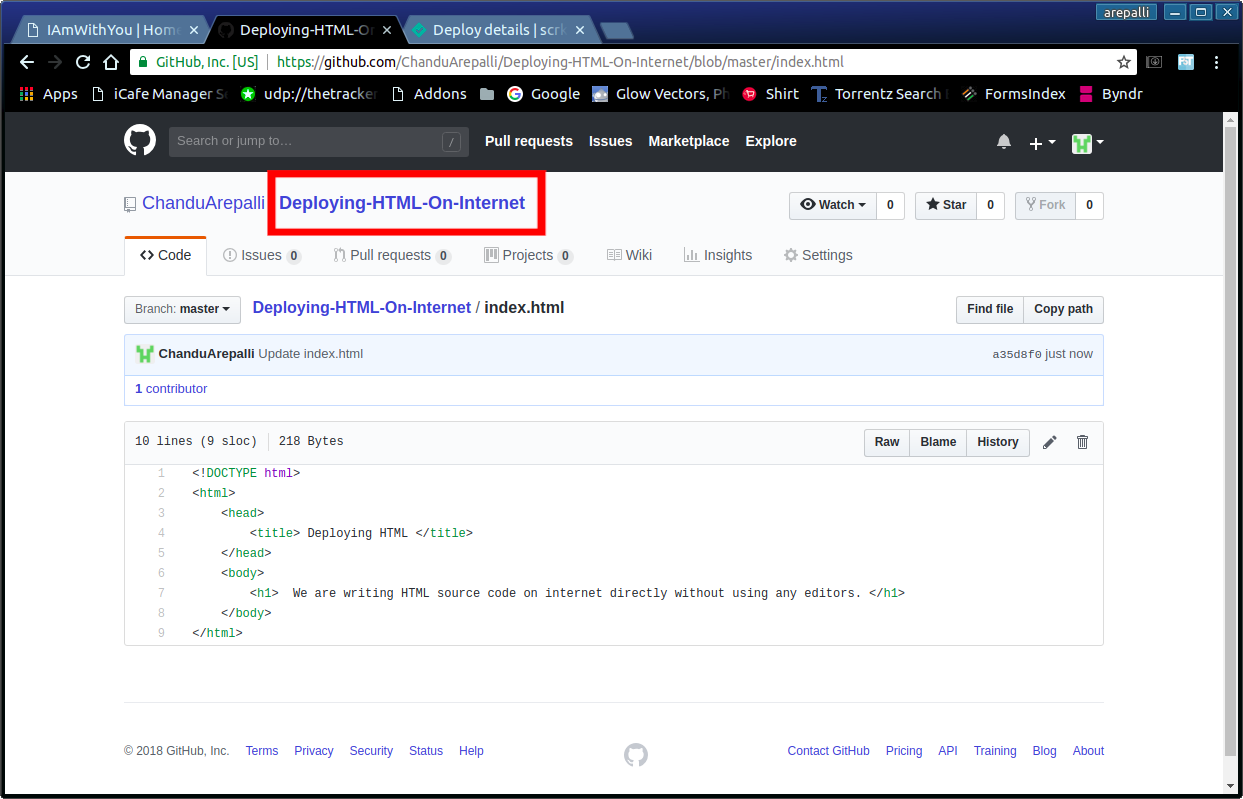 arepalli
IAmWithYou | Home Deploying-HTML-O Deploy details | scrk
GitHub, Inc. [US] https://github.com/ChanduArepalli/Deploying-HTML-On-Internet/blob/master/index.html
Apps iCafe Manager S udp://thetracker Addons Google Glow Vectors, Ph Shirt Torrentz Search FormsIndex Byndr
Search or jump to… / Pull requests Issues Marketplace Explore
ChanduArepalli Deploying-HTML-On-Internet Watch 0 Star 0 Fork 0
Code Issues 0 Pull requests 0 Projects 0 Wiki Insights Settings
Branch: master Deploying-HTML-On-Internet / index.html Find file Copy path
ChanduArepalli Update index.html a35d8f0 just now
1 contributor
10 lines (9 sloc) 218 Bytes Raw Blame History
1 <!DOCTYPE html>
2 <html>
3 <head>
4 <title> Deploying HTML </title>
5 </head>
6 <body>
7 <h1>  We are writing HTML source code on internet directly without using any editors. </h1>
8 </body>
9 </html>
© 2018 GitHub, Inc. Terms Privacy Security Status Help Contact GitHub Pricing API Training Blog About